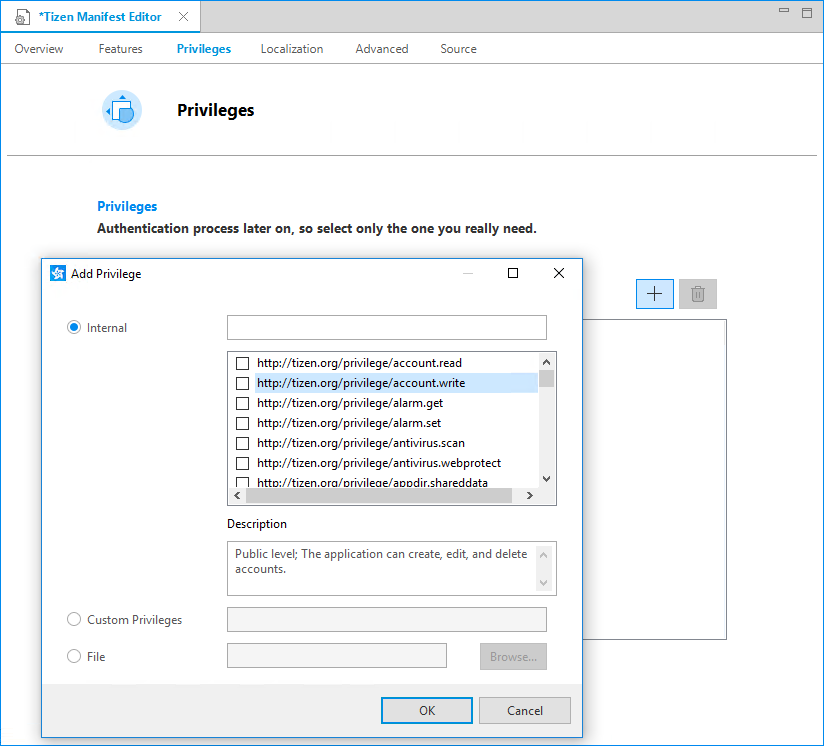 *Tizen Manifest Editor
Overview Features Privileges Localization Advanced Source
Privileges
Privileges
Authentication process later on, so select only the one you really need.
Add Privilege
Internal
http://tizen.org/privilege/account.read
http://tizen.org/privilege/account.write
http://tizen.org/privilege/alarm.get
http://tizen.org/privilege/alarm.set
http://tizen.org/privilege/antivirus.scan
http://tizen.org/privilege/antivirus.webprotect
http://tizen.org/privilege/appdir.shareddata
Description
Public level; The application can create, edit, and delete
accounts.
Custom Privileges
File Browse...
OK Cancel